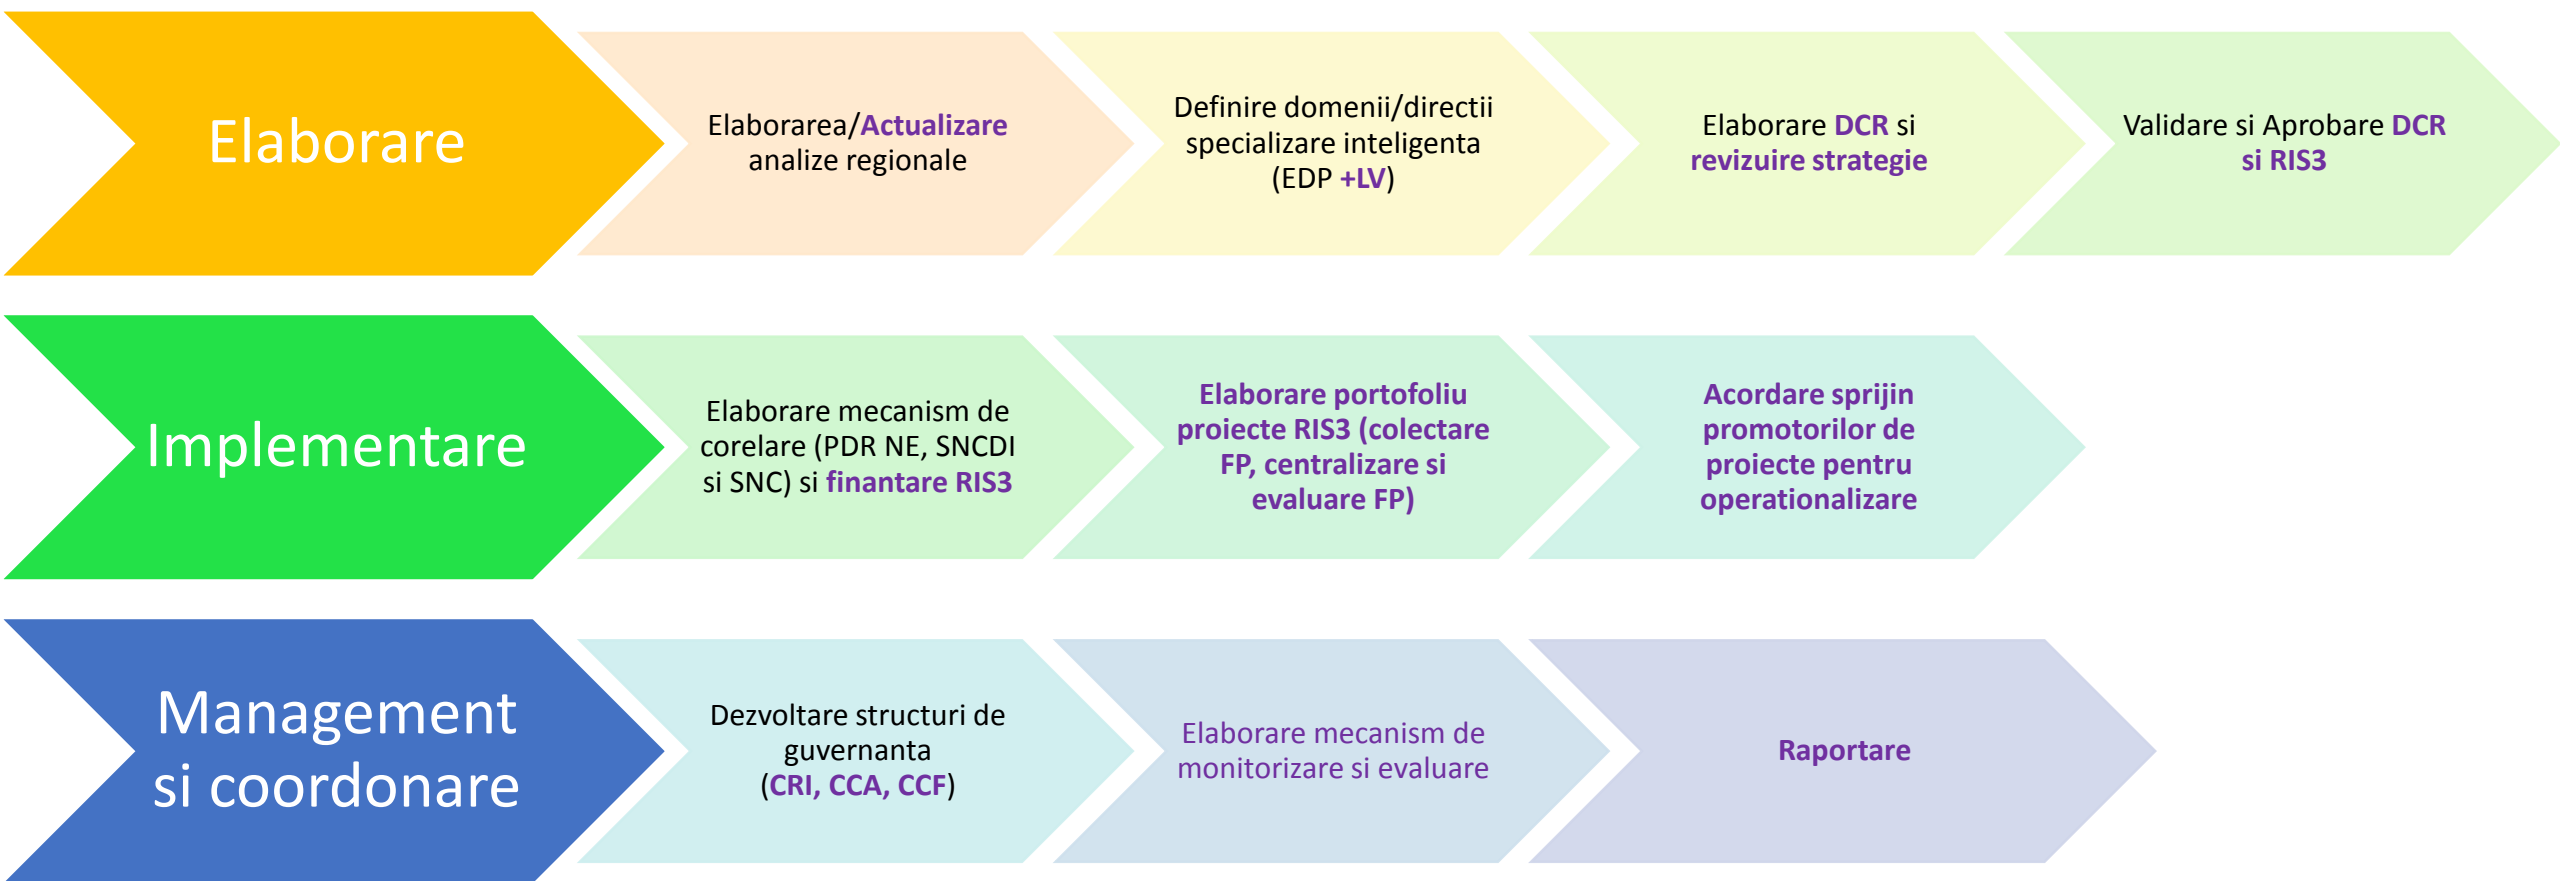 Elaborare
Elaborarea/Actualizare
analize regionale
Definire domenii/directii
specializare inteligenta
(EDP +LV)
Elaborare DCR si
revizuire strategie
Validare si Aprobare DCR
si RIS3
Implementare
Elaborare mecanism de
corelare (PDR NE, SNCDI
si SNC) si finantare RIS3
Elaborare portofoliu
proiecte RIS3 (colectare
FP, centralizare si
evaluare FP)
Acordare sprijin
promotorilor de
proiecte pentru
operationalizare
Management
si coordonare
Dezvoltare structuri de
guvernanta
(CRI, CCA, CCF)
Elaborare mecanism de
monitorizare si evaluare
Raportare